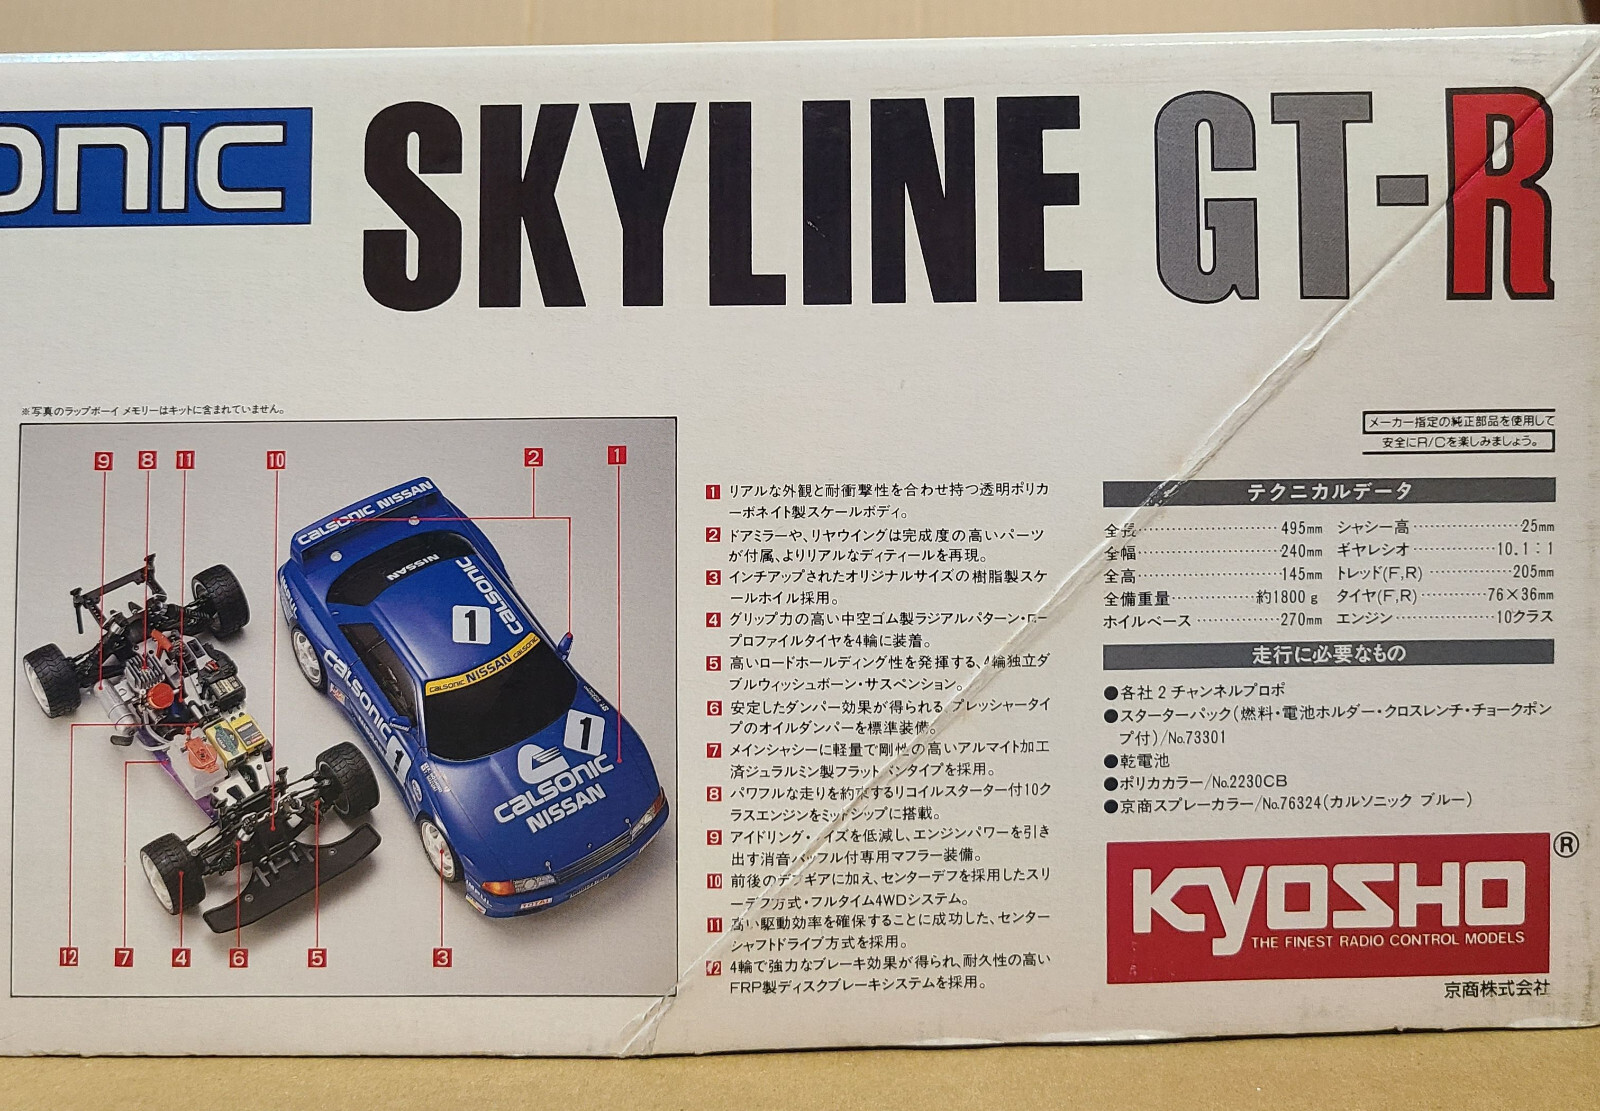 ONIC SKYLINE GT-R
※写真のラップボーイ メモリーはキットに含まれていません。
9 8 11 10 2 1
CALSONIC NISSAN
NISSAN
CALSONIC
1
CALSONIC NISSAN CALSONIC
CALSONIC
1
1
CALSONIC
NISSAN
IMPUL
TOTAL
12 7 4 6 5 3
1 リアルな外観と耐衝撃性を合わせ持つ透明ポリカ
ーボネイト製スケールボディ。
2 ドアミラーや、リヤウイングは完成度の高いパーツ
が付属、よりリアルなディティールを再現。
3 インチアップされたオリジナルサイズの樹脂製スケ
ールホイル採用。
4 グリップ力の高い中空ゴム製ラジアルパターン・ロー
プロファイルタイヤを4輪に装着。
5 高いロードホールディング性を発揮する、4輪独立ダ
ブルウィッシュボーン・サスペンション。
6 安定したダンパー効果が得られる、プレッシャータイ
プのオイルダンパーを標準装備。
7 メインシャシーに軽量で剛性の高いアルマイト加工
済ジュラルミン製フラットパンタイプを採用。
8 パワフルな走りを約束するリコイルスターター付10ク
ラスエンジンをミッドシップに搭載。
9 アイドリングノイズを低減し、エンジンパワーを引き
出す消音バッフル付専用マフラー装備。
10 前後のデフギアに加え、センターデフを採用したスリ
ーデフ方式・フルタイム4WDシステム。
11 高い駆動効率を確保することに成功した、センター
シャフトドライブ方式を採用。
12 4輪で強力なブレーキ効果が得られ、耐久性の高い
FRP製ディスクブレーキシステムを採用。
メーカー指定の純正部品を使用して
安全にR/Cを楽しみましょう。
テクニカルデータ
全長 495mm シャシー高 25mm
全幅 240mm ギヤレシオ 10.1:1
全高 145mm トレッド(F,R) 205mm
全備重量 約1800g タイヤ(F,R) 76×36mm
ホイルベース 270mm エンジン 10クラス
走行に必要なもの
●各社2チャンネルプロポ
●スターターパック(燃料・電池ホルダー・クロスレンチ・チョークポン
プ付)/No.73301
●乾電池
●ポリカカラー/No.2230CB
●京商スプレーカラー/No.76324(カルソニック ブルー)
KYOSHO ®
THE FINEST RADIO CONTROL MODELS
京商株式会社